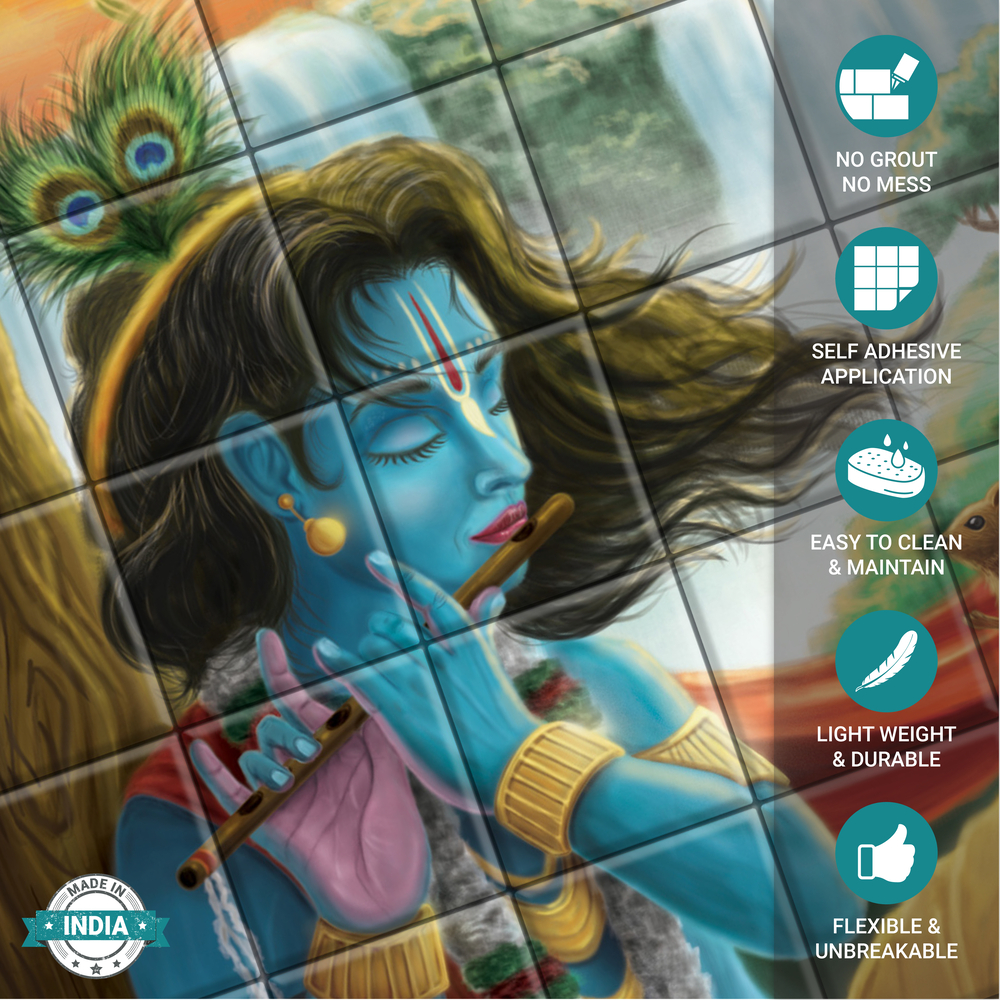 NO GROUT
NO MESS
SELF ADHESIVE
APPLICATION
EASY TO CLEAN
& MAINTAIN
LIGHT WEIGHT
& DURABLE
FLEXIBLE &
UNBREAKABLE
MADE IN
INDIA